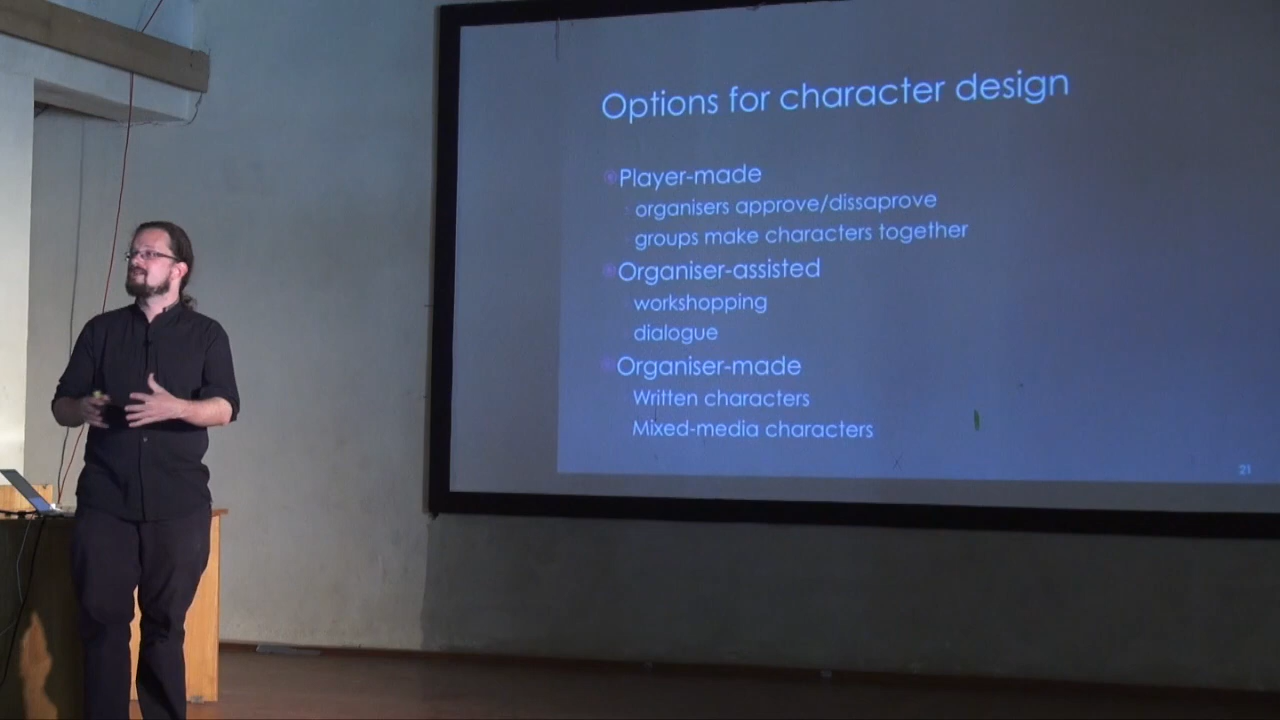 Options for character design
Player-made
organisers approve/dissaprove
groups make characters together
Organiser-assisted
workshopping
dialogue
Organiser-made
Written characters
Mixed-media characters
21